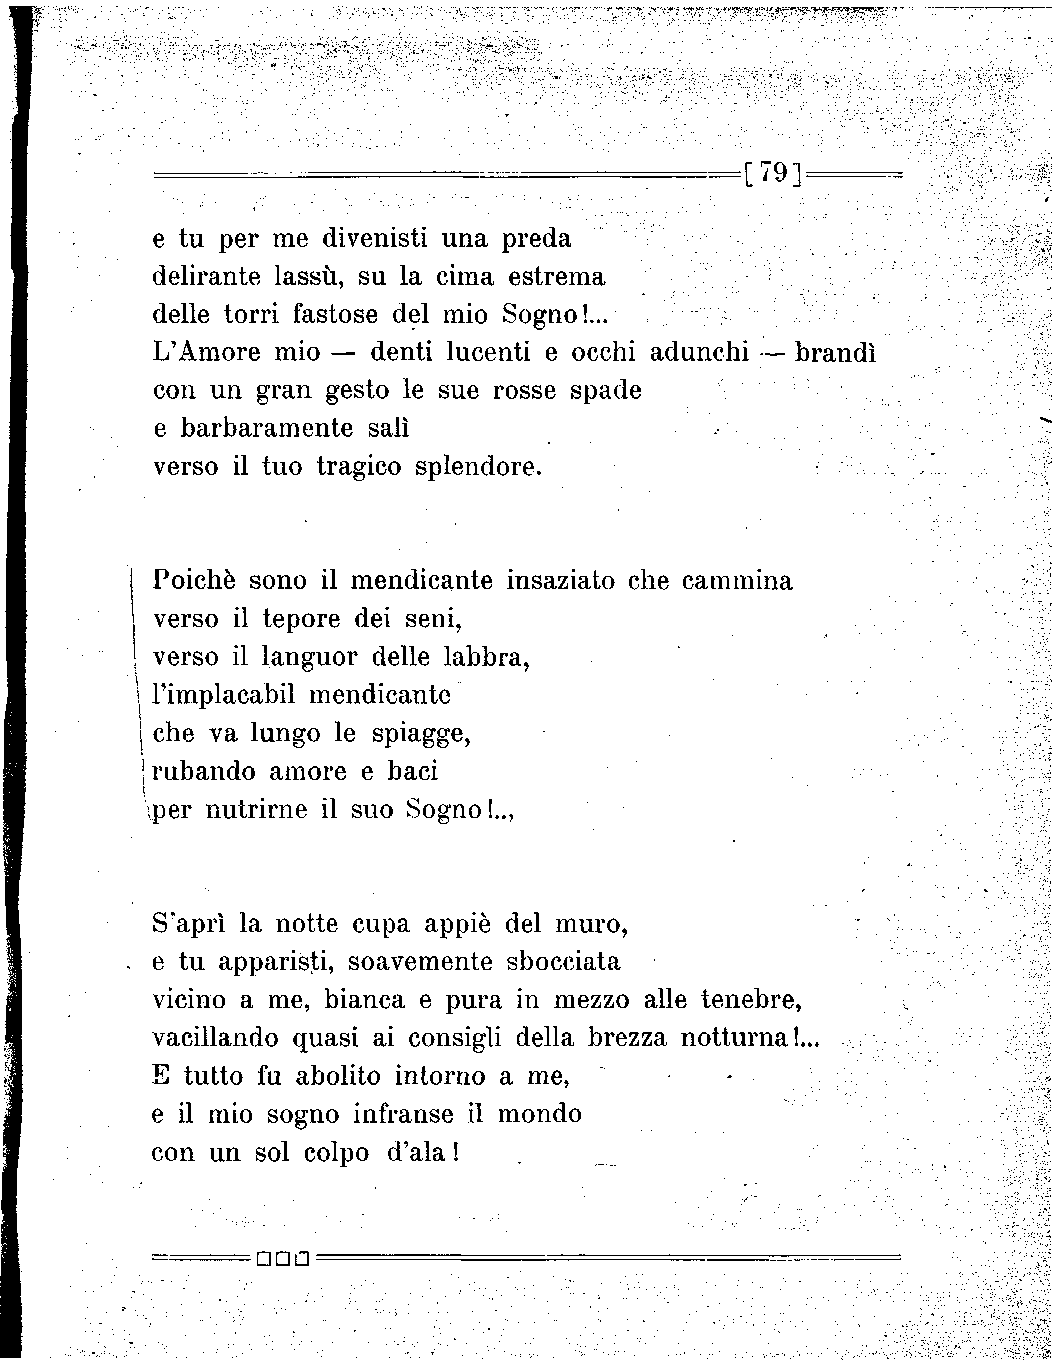 [79]
e tu per me divenisti una preda
delirante lassù, su la cima estrema
delle torri fastose del mio Sogno!...
L'Amore mio — denti lucenti e occhi adunchi — brandì
con un gran gesto le sue rosse spade
e barbaramente salì
verso il tuo tragico splendore.
Poichè sono il mendicante insaziato che cammina
verso il tepore dei seni,
verso il languor delle labbra,
l'implacabil mendicante
che va lungo le spiagge,
rubando amore e baci
per nutrirne il suo Sogno!..,
S'aprì la notte cupa appiè del muro,
e tu apparisti, soavemente sbocciata
vicino a me, bianca e pura in mezzo alle tenebre,
vacillando quasi ai consigli della brezza notturna!...
E tutto fu abolito intorno a me,
e il mio sogno infranse il mondo
con un sol colpo d'ala!